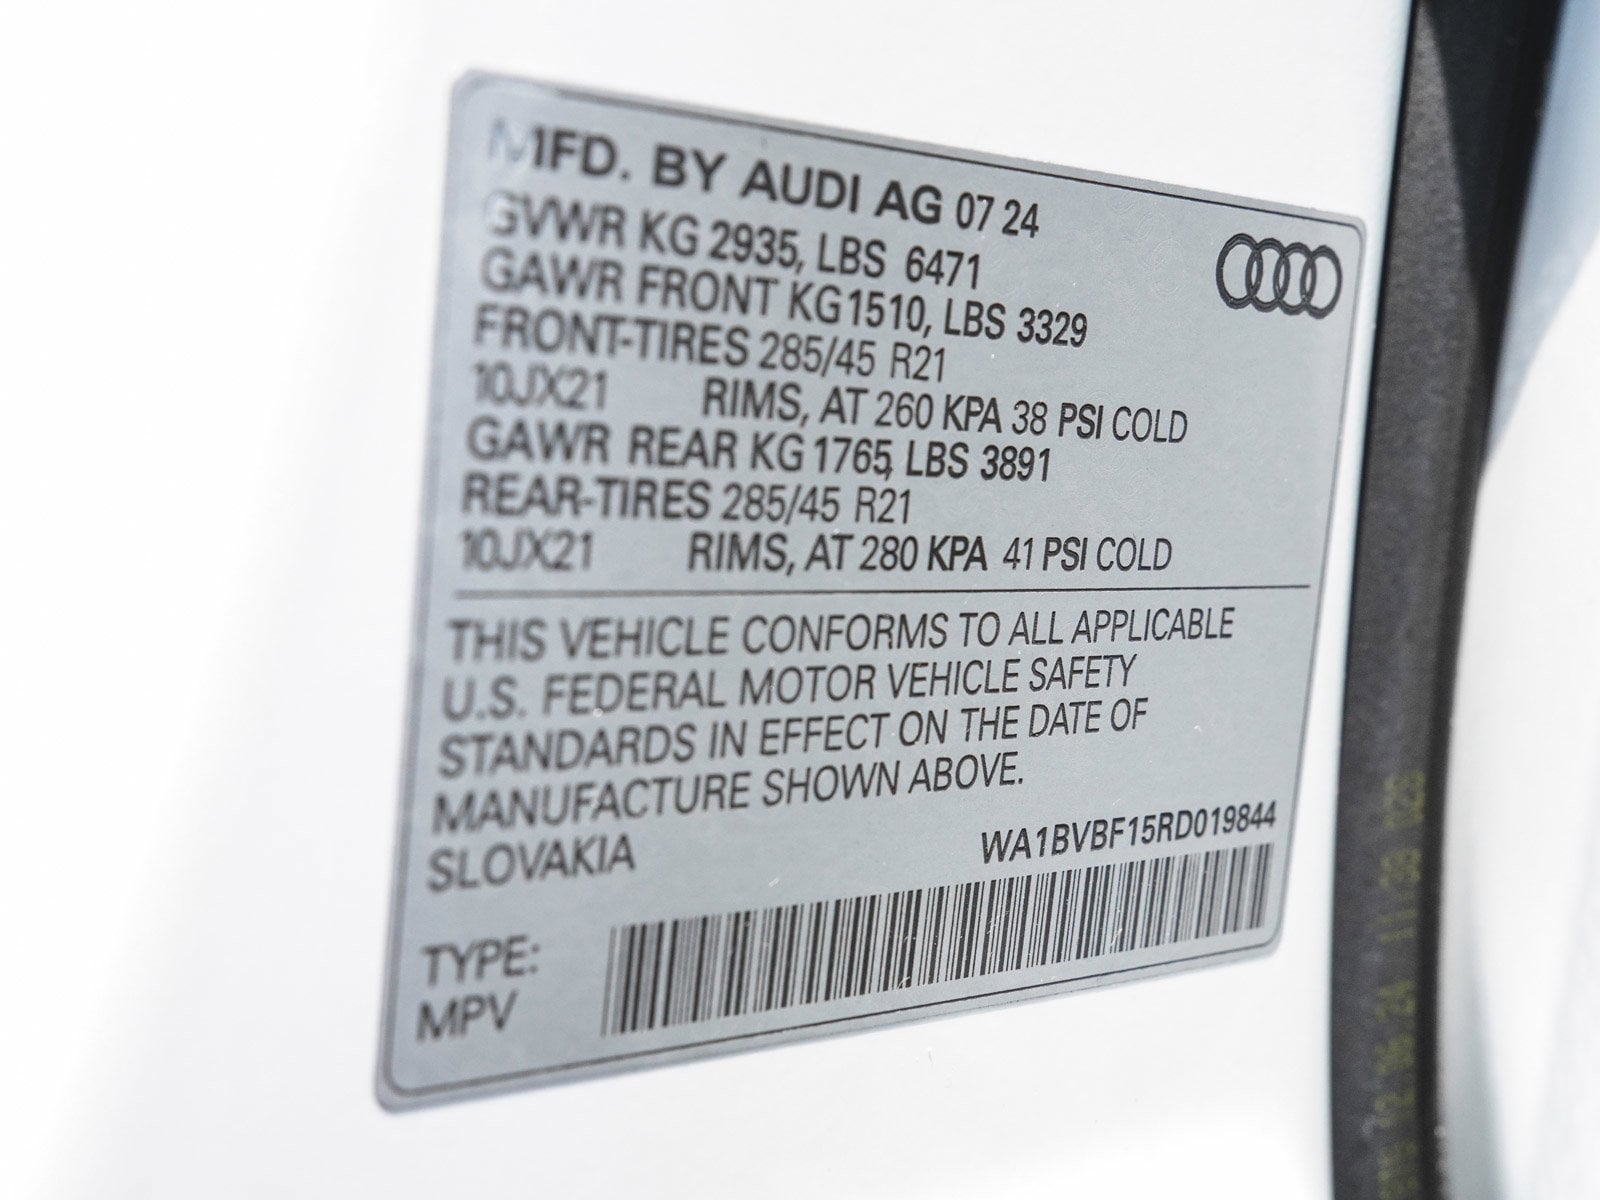 MFD. BY AUDI AG 07 24
GVWR KG 2935, LBS 6471
GAWR FRONT KG 1510, LBS 3329
FRONT-TIRES 285/45 R21
10JX21 RIMS, AT 260 KPA 38 PSI COLD
GAWR REAR KG 1765, LBS 3891
REAR-TIRES 285/45 R21
10JX21 RIMS, AT 280 KPA 41 PSI COLD
THIS VEHICLE CONFORMS TO ALL APPLICABLE
U.S. FEDERAL MOTOR VEHICLE SAFETY
STANDARDS IN EFFECT ON THE DATE OF
MANUFACTURE SHOWN ABOVE.
SLOVAKIA
WA1BVBF15RD019844
TYPE:
MPV
12.06.24